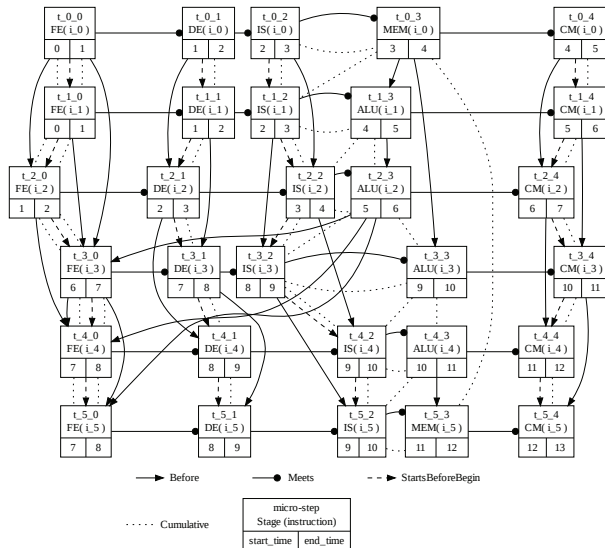 t_0_0 t_0_1 t_0_2 t_0_3 t_0_4
FE( i_0 ) DE( i_0 ) IS( i_0 ) MEM( i_0 ) CM( i_0 )
0 1 1 2 2 3 3 4 4 5
t_1_0 t_1_1 t_1_2 t_1_3 t_1_4
FE( i_1 ) DE( i_1 ) IS( i_1 ) ALU( i_1 ) CM( i_1 )
0 1 1 2 2 3 4 5 5 6
t_2_0 t_2_1 t_2_2 t_2_3 t_2_4
FE( i_2 ) DE( i_2 ) IS( i_2 ) ALU( i_2 ) CM( i_2 )
1 2 2 3 3 4 5 6 6 7
t_3_0 t_3_1 t_3_2 t_3_3 t_3_4
FE( i_3 ) DE( i_3 ) IS( i_3 ) ALU( i_3 ) CM( i_3 )
6 7 7 8 8 9 9 10 10 11
t_4_0 t_4_1 t_4_2 t_4_3 t_4_4
FE( i_4 ) DE( i_4 ) IS( i_4 ) ALU( i_4 ) CM( i_4 )
7 8 8 9 9 10 10 11 11 12
t_5_0 t_5_1 t_5_2 t_5_3 t_5_4
FE( i_5 ) DE( i_5 ) IS( i_5 ) MEM( i_5 ) CM( i_5 )
7 8 8 9 9 10 11 12 12 13
Before Meets StartsBeforeBegin
micro-step
Cumulative Stage (instruction)
start_time end_time